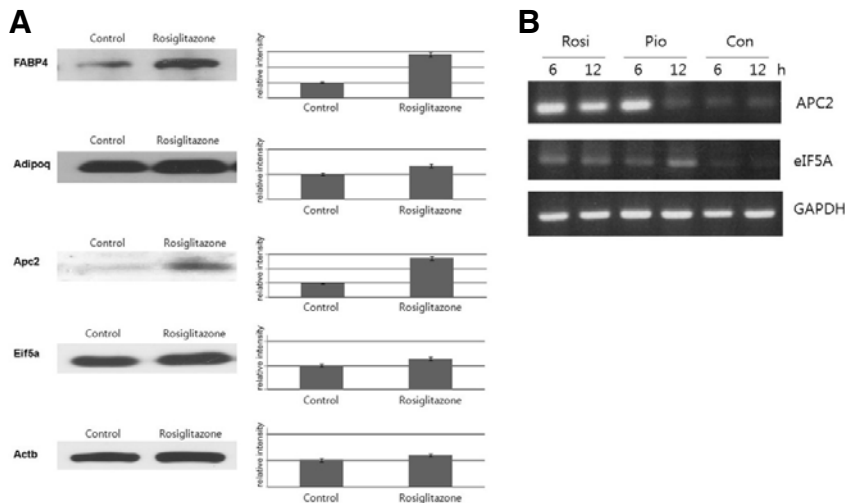 A
Control Rosiglitazone
FABP4
relative intensity
Control Rosiglitazone
Control Rosiglitazone
Adipoq
relative intensity
Control Rosiglitazone
Control Rosiglitazone
Apc2
relative intensity
Control Rosiglitazone
Control Rosiglitazone
Eif5a
relative intensity
Control Rosiglitazone
Control Rosiglitazone
Actb
relative intensity
Control Rosiglitazone
B
Rosi Pio Con
6 12 6 12 6 12 h
APC2
eIF5A
GAPDH